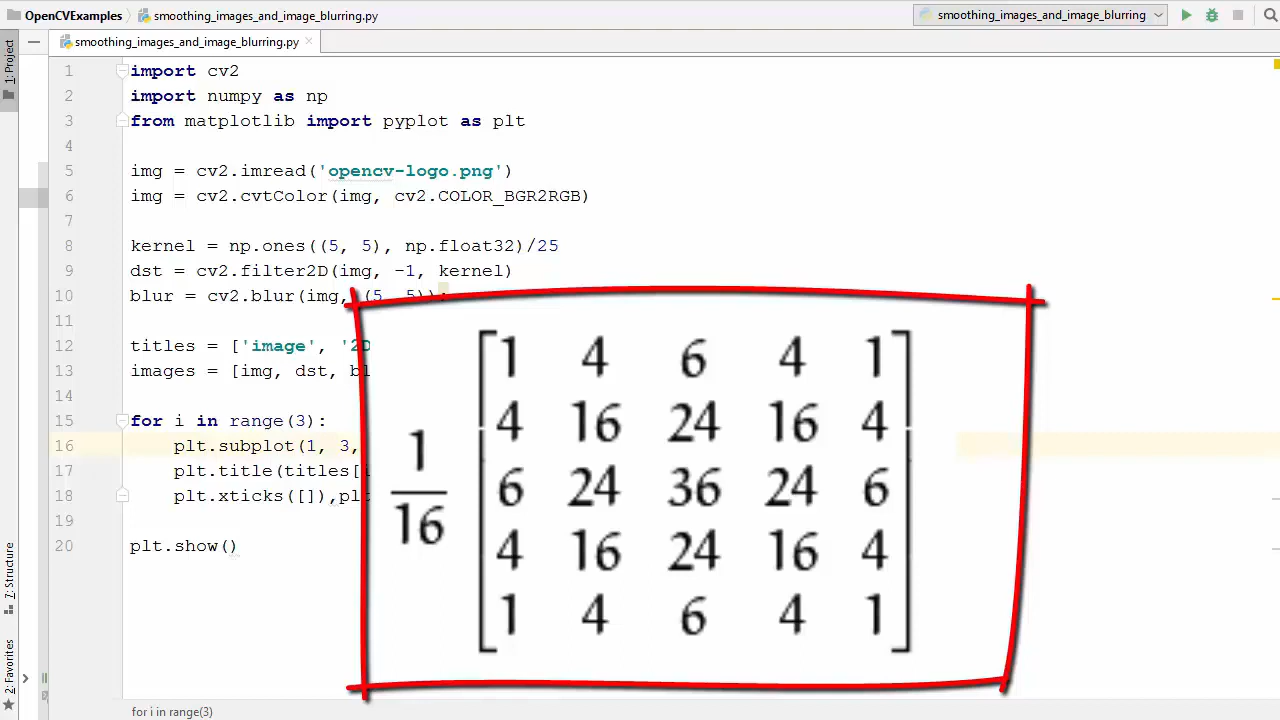 OpenCVExamples smoothing_images_and_image_blurring.py
smoothing_images_and_image_blurring
smoothing_images_and_image_blurring.py
1: Project
7: Structure
2: Favorites
1 import cv2
2 import numpy as np
3 from matplotlib import pyplot as plt
4
5 img = cv2.imread('opencv-logo.png')
6 img = cv2.cvtColor(img, cv2.COLOR_BGR2RGB)
7
8 kernel = np.ones((5, 5), np.float32)/25
9 dst = cv2.filter2D(img, -1, kernel)
10 blur = cv2.blur(img, (5, 5));
11
12 titles = ['image', '2D
13 images = [img, dst, bl
14
15 for i in range(3):
16 plt.subplot(1, 3,
17 plt.title(titles[i
18 plt.xticks([]),pl
19
20 plt.show()
1
16
1 4 6 4 1
4 16 24 16 4
6 24 36 24 6
4 16 24 16 4
1 4 6 4 1
for i in range(3)